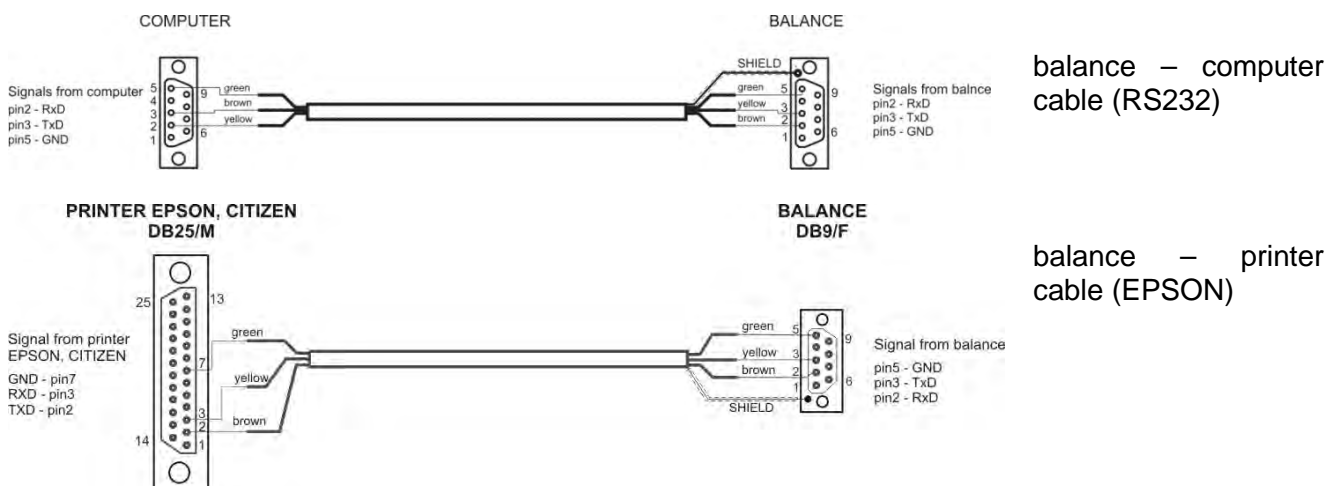 COMPUTER
BALANCE
SHIELD
Signals from computer
pin2 - RxD
pin3 - TxD
pin5 - GND
5
4
3
2
1
9
6
green
brown
yellow
green
yellow
brown
5
3
2
1
9
6
Signals from balnce
pin2 - RxD
pin3 - TxD
pin5 - GND
balance – computer
cable (RS232)
PRINTER EPSON, CITIZEN
DB25/M
BALANCE
DB9/F
balance – printer
cable (EPSON)
25
13
Signal from printer
EPSON, CITIZEN
GND - pin7
RXD - pin3
TXD - pin2
7
3
2
1
14
green
yellow
brown
green
yellow
brown
SHIELD
5
3
2
1
9
6
Signal from balance
pin5 - GND
pin3 - TxD
pin2 - RxD